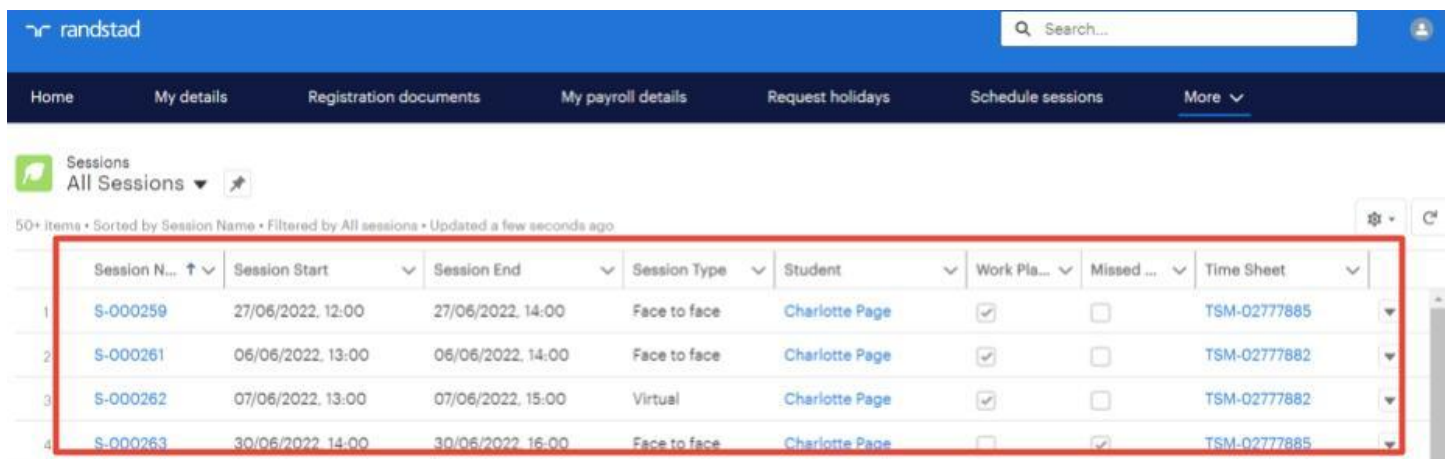 randstad
Search...
Home My details Registration documents My payroll details Request holidays Schedule sessions More
Sessions
All Sessions
50+ items • Sorted by Session Name • Filtered by All sessions • Updated a few seconds ago
Session N... Session Start Session End Session Type Student Work Pla... Missed ... Time Sheet
1 S-000259 27/06/2022, 12:00 27/06/2022, 14:00 Face to face Charlotte Page TSM-02777885
2 S-000261 06/06/2022, 13:00 06/06/2022, 14:00 Face to face Charlotte Page TSM-02777882
3 S-000262 07/06/2022, 13:00 07/06/2022, 15:00 Virtual Charlotte Page TSM-02777882
4 S-000263 30/06/2022, 14:00 30/06/2022, 16:00 Face to face Charlotte Page TSM-02777885